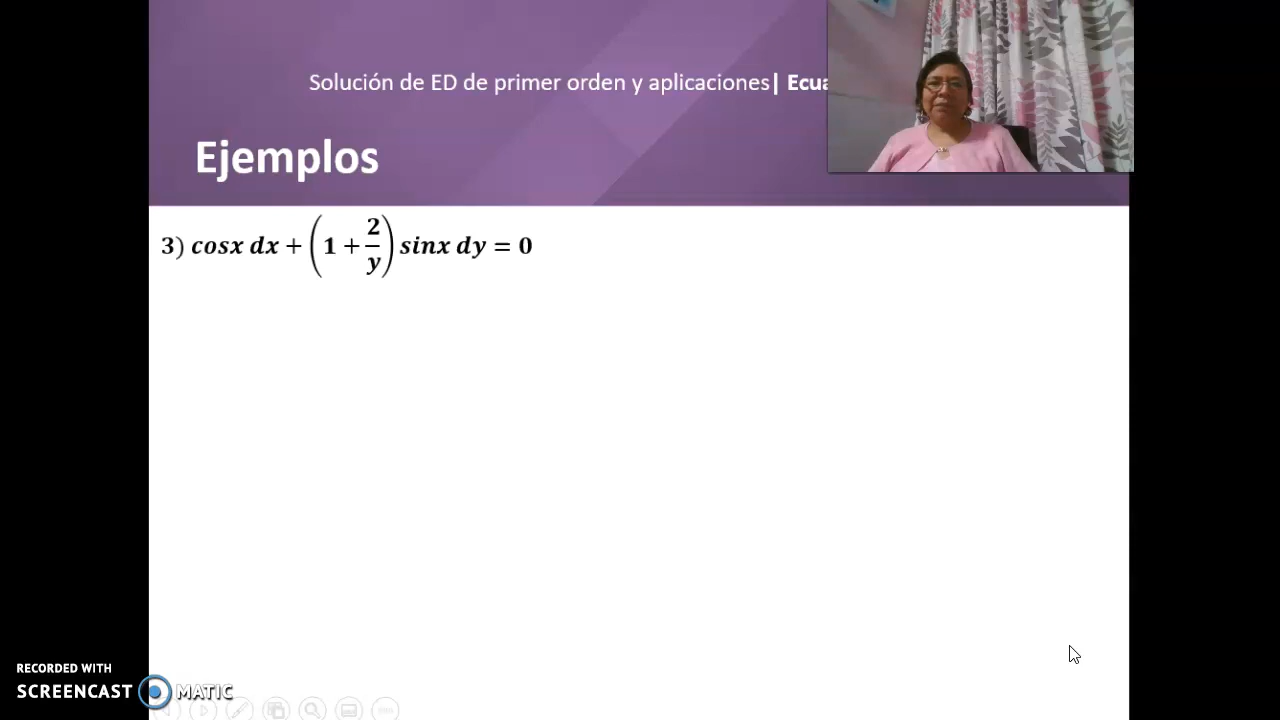 Solución de ED de primer orden y aplicaciones| Ecua
Ejemplos
3) cosx dx + (1 + 2/y) sinx dy = 0
RECORDED WITH
SCREENCAST MATIC